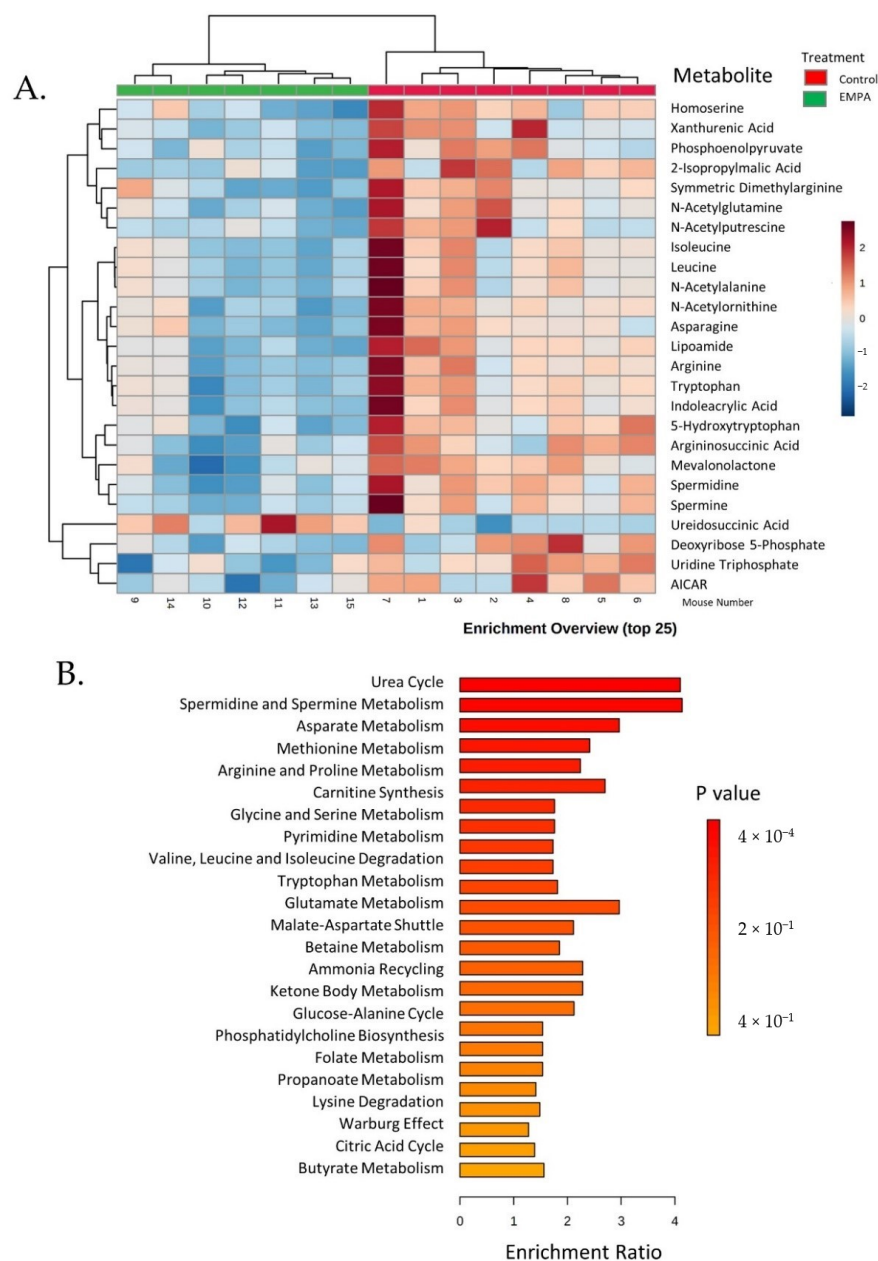 A.
Metabolite
Treatment
Control
EMPA
Homoserine
Xanthurenic Acid
Phosphoenolpyruvate
2-Isopropylmalic Acid
Symmetric Dimethylarginine
N-Acetylglutamine
N-Acetylputrescine
Isoleucine
Leucine
N-Acetylalanine
N-Acetylornithine
Asparagine
Lipoamide
Arginine
Tryptophan
Indoleacrylic Acid
5-Hydroxytryptophan
Argininosuccinic Acid
Mevalonolactone
Spermidine
Spermine
Ureidosuccinic Acid
Deoxyribose 5-Phosphate
Uridine Triphosphate
AICAR
2
1
0
−1
−2
9 14 10 12 11 13 15 7 1 3 2 4 8 5 6
Mouse Number
Enrichment Overview (top 25)
B.
Urea Cycle
Spermidine and Spermine Metabolism
Asparate Metabolism
Methionine Metabolism
Arginine and Proline Metabolism
Carnitine Synthesis
Glycine and Serine Metabolism
Pyrimidine Metabolism
Valine, Leucine and Isoleucine Degradation
Tryptophan Metabolism
Glutamate Metabolism
Malate-Aspartate Shuttle
Betaine Metabolism
Ammonia Recycling
Ketone Body Metabolism
Glucose-Alanine Cycle
Phosphatidylcholine Biosynthesis
Folate Metabolism
Propanoate Metabolism
Lysine Degradation
Warburg Effect
Citric Acid Cycle
Butyrate Metabolism
P value
4 × 10⁻⁴
2 × 10⁻¹
4 × 10⁻¹
0 1 2 3 4
Enrichment Ratio